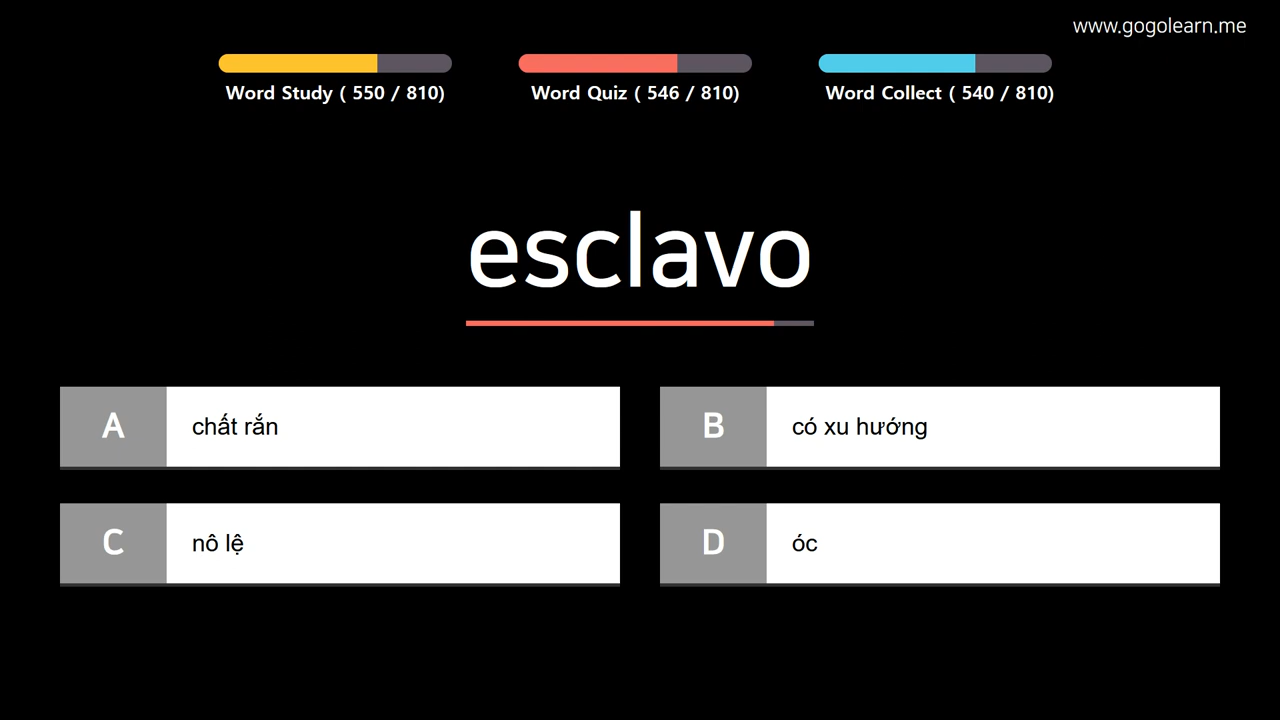 www.gogolearn.me
Word Study ( 550 / 810)
Word Quiz ( 546 / 810)
Word Collect ( 540 / 810)
esclavo
A
chất rắn
B
có xu hướng
C
nô lệ
D
óc